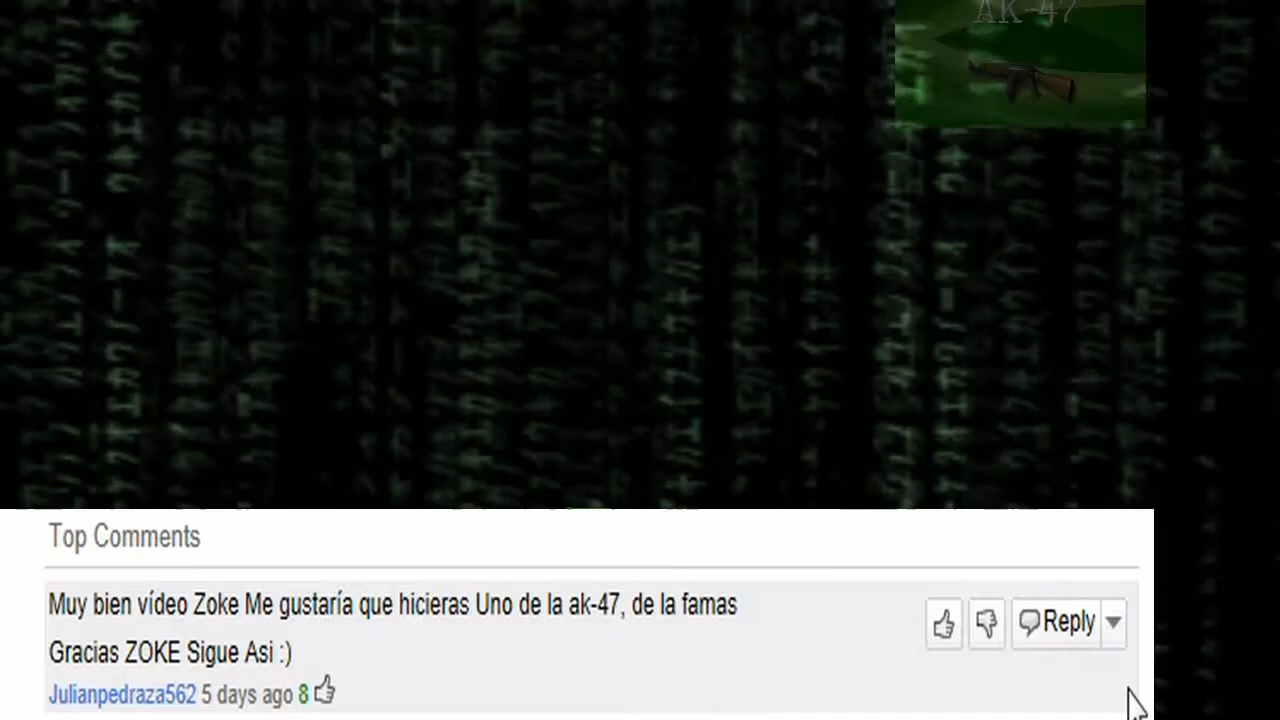 AK-47
Top Comments
Muy bien vídeo Zoke Me gustaría que hicieras Uno de la ak-47, de la famas
Reply
Gracias ZOKE Sigue Asi :)
Julianpedraza562 5 days ago 8